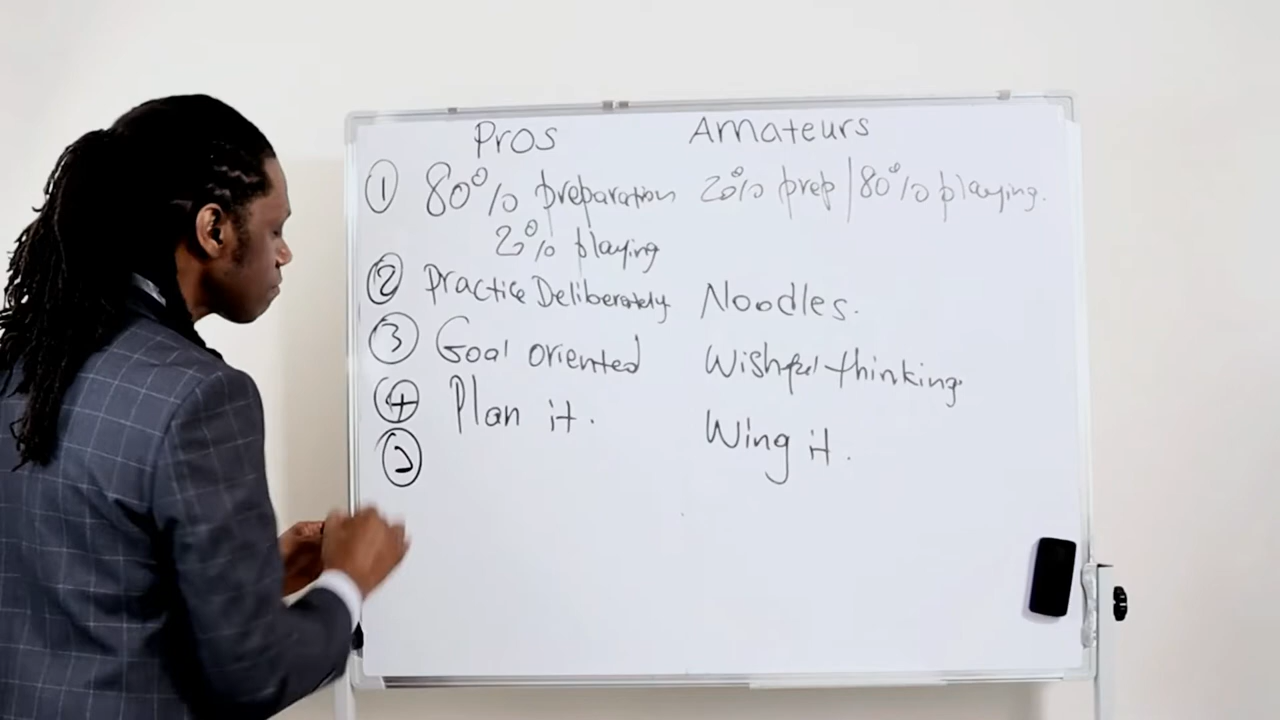 Pros Amateurs
1 80% preparation 20% prep | 80% playing.
20% playing
2 Practice Deliberately Noodles.
3 Goal oriented Wishful thinking.
4 Plan it. Wing it.
5